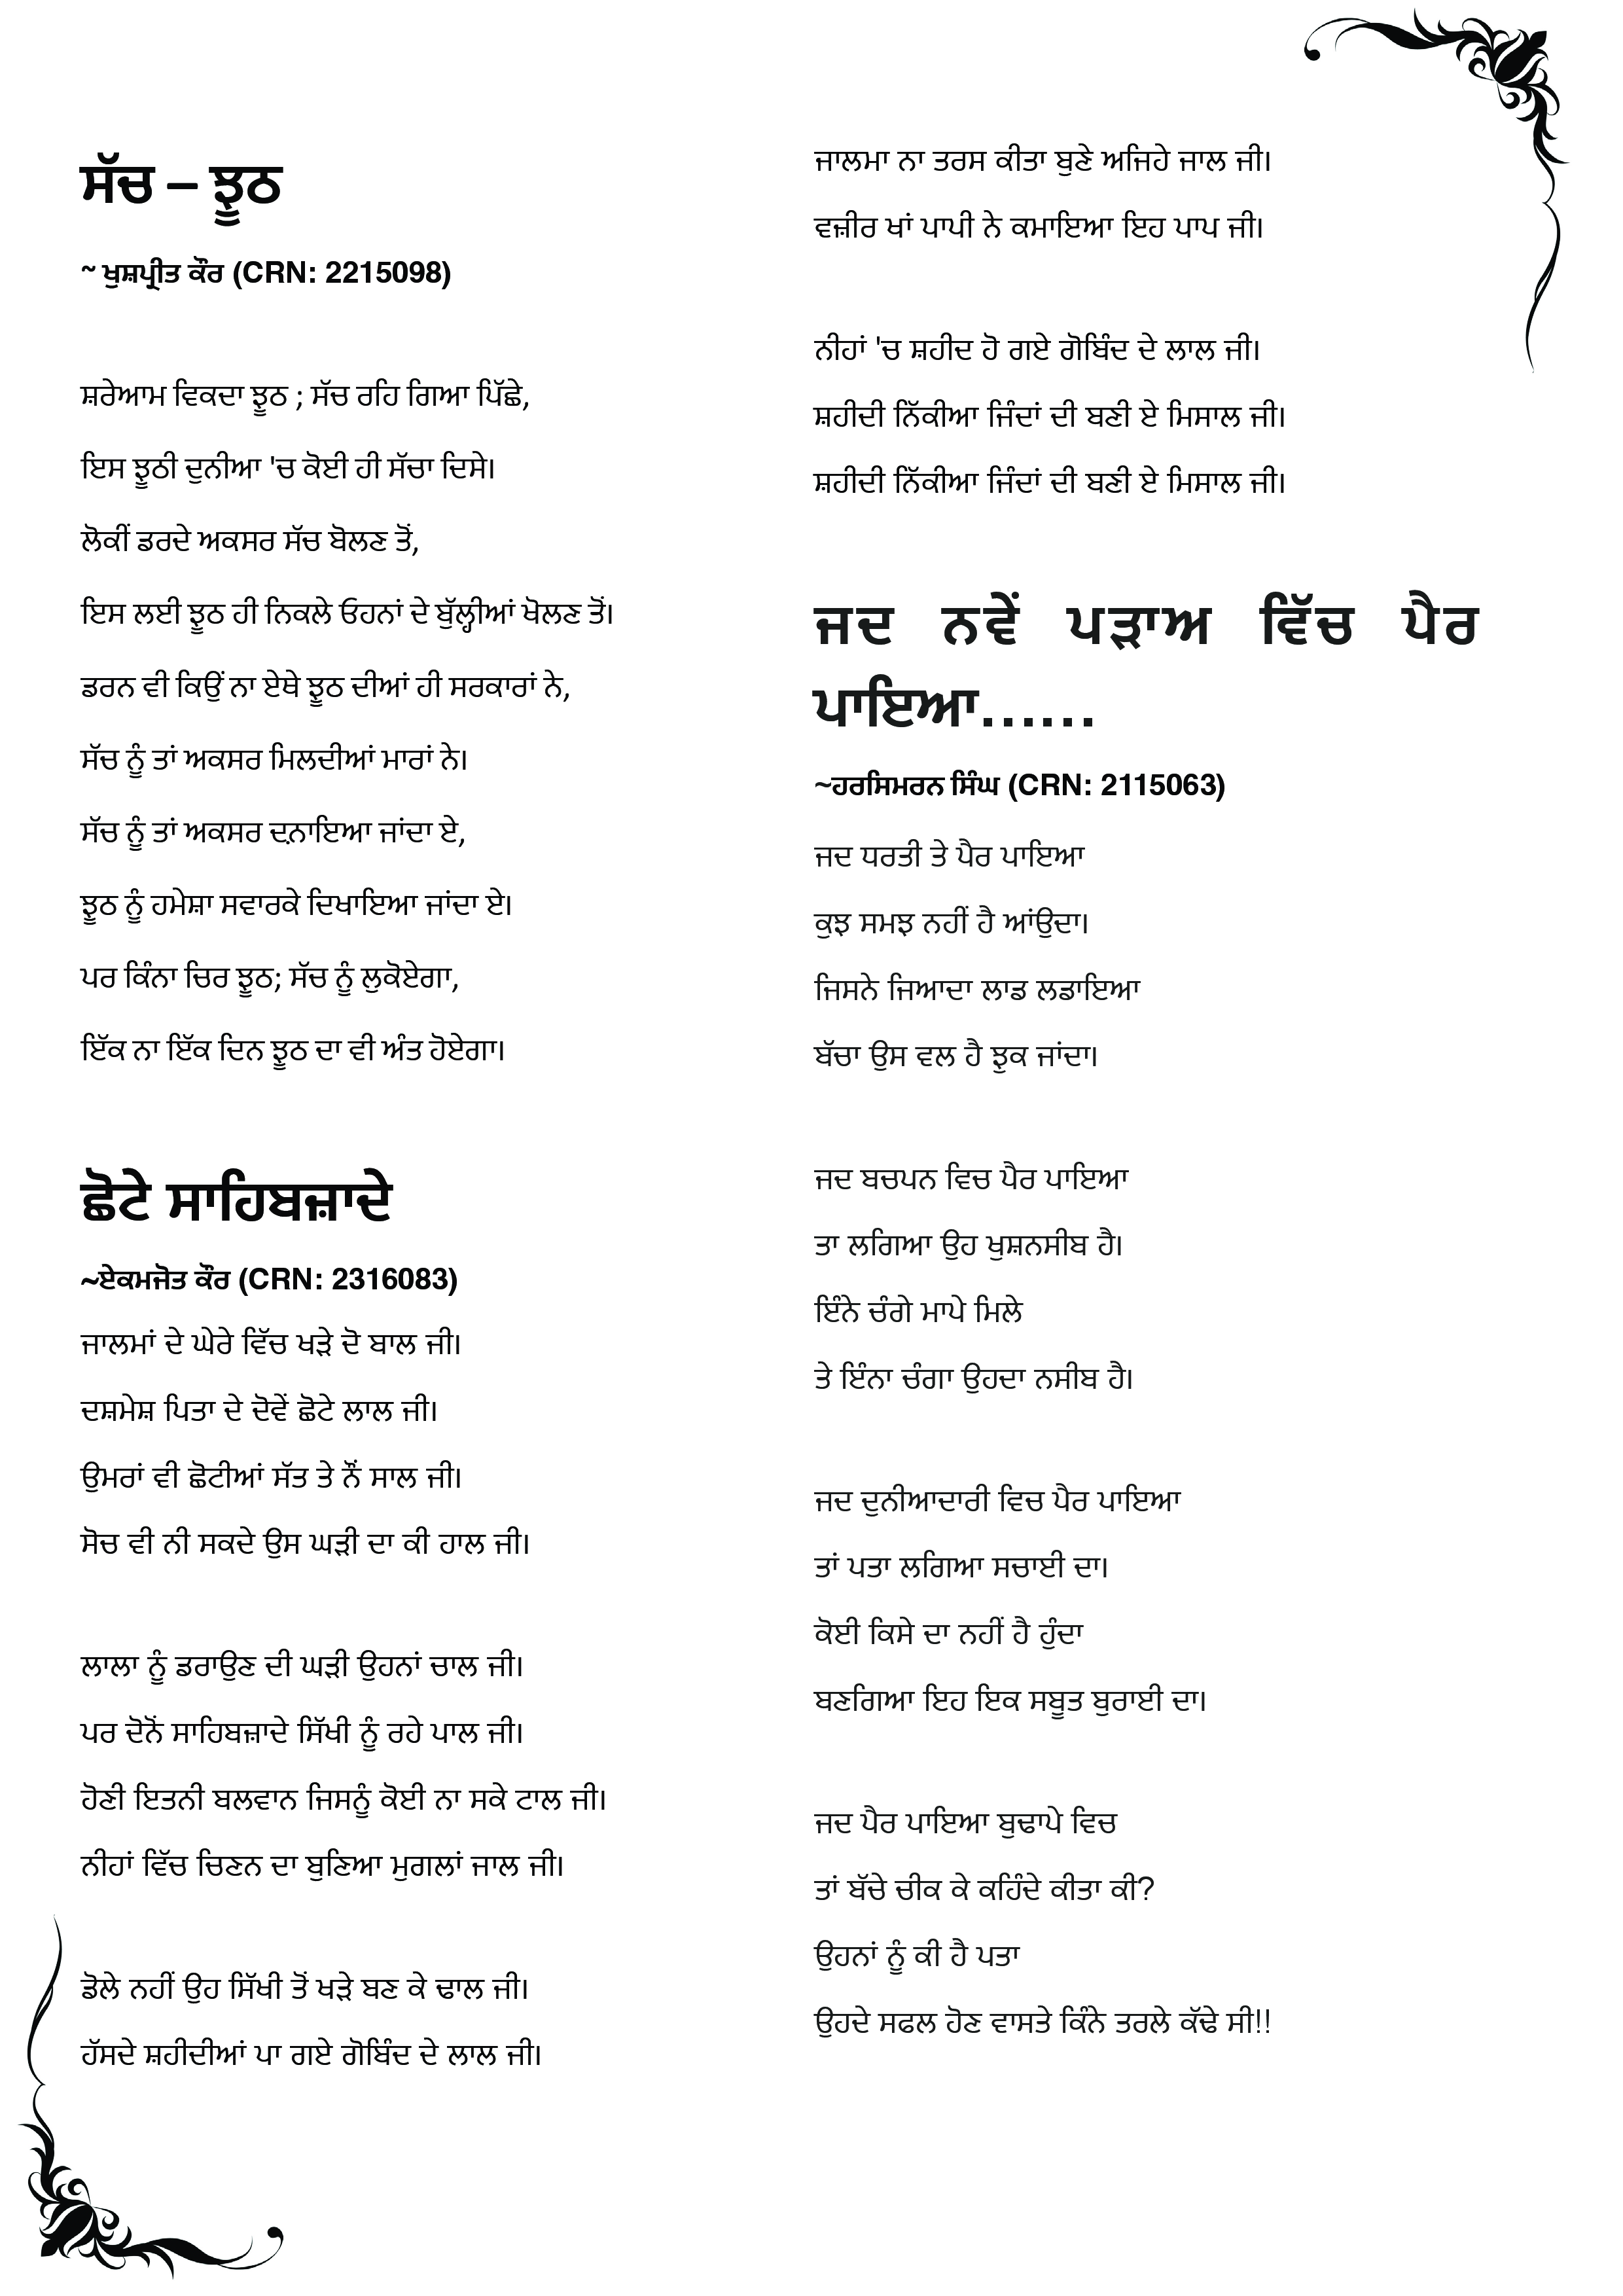 ਸੱਚ – ਝੂਠ
~ ਖੁਸ਼ਪ੍ਰੀਤ ਕੌਰ (CRN: 2215098)
ਸ਼ਰੇਆਮ ਵਿਕਦਾ ਝੂਠ ; ਸੱਚ ਰਹਿ ਗਿਆ ਪਿੱਛੇ,
ਇਸ ਝੂਠੀ ਦੁਨੀਆ 'ਚ ਕੋਈ ਹੀ ਸੱਚਾ ਦਿਸੇ।
ਲੋਕੀਂ ਡਰਦੇ ਅਕਸਰ ਸੱਚ ਬੋਲਣ ਤੋਂ,
ਇਸ ਲਈ ਝੂਠ ਹੀ ਨਿਕਲੇ ਓਹਨਾਂ ਦੇ ਬੁੱਲ੍ਹੀਆਂ ਖੋਲਣ ਤੋਂ।
ਡਰਨ ਵੀ ਕਿਉਂ ਨਾ ਏਥੇ ਝੂਠ ਦੀਆਂ ਹੀ ਸਰਕਾਰਾਂ ਨੇ,
ਸੱਚ ਨੂੰ ਤਾਂ ਅਕਸਰ ਮਿਲਦੀਆਂ ਮਾਰਾਂ ਨੇ।
ਸੱਚ ਨੂੰ ਤਾਂ ਅਕਸਰ ਦਨਾਇਆ ਜਾਂਦਾ ਏ,
ਝੂਠ ਨੂੰ ਹਮੇਸ਼ਾ ਸਵਾਰਕੇ ਦਿਖਾਇਆ ਜਾਂਦਾ ਏ।
ਪਰ ਕਿੰਨਾ ਚਿਰ ਝੂਠ; ਸੱਚ ਨੂੰ ਲੁਕੋਏਗਾ,
ਇੱਕ ਨਾ ਇੱਕ ਦਿਨ ਝੂਠ ਦਾ ਵੀ ਅੰਤ ਹੋਏਗਾ।
ਛੋਟੇ ਸਾਹਿਬਜ਼ਾਦੇ
~ਏਕਮਜੋਤ ਕੌਰ (CRN: 2316083)
ਜਾਲਮਾਂ ਦੇ ਘੇਰੇ ਵਿੱਚ ਖੜੇ ਦੋ ਬਾਲ ਜੀ।
ਦਸ਼ਮੇਸ਼ ਪਿਤਾ ਦੇ ਦੋਵੇਂ ਛੋਟੇ ਲਾਲ ਜੀ।
ਉਮਰਾਂ ਵੀ ਛੋਟੀਆਂ ਸੱਤ ਤੇ ਨੌਂ ਸਾਲ ਜੀ।
ਸੋਚ ਵੀ ਨੀ ਸਕਦੇ ਉਸ ਘੜੀ ਦਾ ਕੀ ਹਾਲ ਜੀ।
ਲਾਲਾ ਨੂੰ ਡਰਾਉਣ ਦੀ ਘੜੀ ਉਹਨਾਂ ਚਾਲ ਜੀ।
ਪਰ ਦੋਨੋਂ ਸਾਹਿਬਜ਼ਾਦੇ ਸਿੱਖੀ ਨੂੰ ਰਹੇ ਪਾਲ ਜੀ।
ਹੋਣੀ ਇਤਨੀ ਬਲਵਾਨ ਜਿਸਨੂੰ ਕੋਈ ਨਾ ਸਕੇ ਟਾਲ ਜੀ।
ਨੀਹਾਂ ਵਿੱਚ ਚਿਣਨ ਦਾ ਬੁਣਿਆ ਮੁਗਲਾਂ ਜਾਲ ਜੀ।
ਡੋਲੇ ਨਹੀਂ ਉਹ ਸਿੱਖੀ ਤੋਂ ਖੜੇ ਬਣ ਕੇ ਢਾਲ ਜੀ।
ਹੱਸਦੇ ਸ਼ਹੀਦੀਆਂ ਪਾ ਗਏ ਗੋਬਿੰਦ ਦੇ ਲਾਲ ਜੀ।
ਜਾਲਮਾ ਨਾ ਤਰਸ ਕੀਤਾ ਬੁਣੇ ਅਜਿਹੇ ਜਾਲ ਜੀ।
ਵਜ਼ੀਰ ਖਾਂ ਪਾਪੀ ਨੇ ਕਮਾਇਆ ਇਹ ਪਾਪ ਜੀ।
ਨੀਹਾਂ 'ਚ ਸ਼ਹੀਦ ਹੋ ਗਏ ਗੋਬਿੰਦ ਦੇ ਲਾਲ ਜੀ।
ਸ਼ਹੀਦੀ ਨਿੱਕੀਆ ਜਿੰਦਾਂ ਦੀ ਬਣੀ ਏ ਮਿਸਾਲ ਜੀ।
ਸ਼ਹੀਦੀ ਨਿੱਕੀਆ ਜਿੰਦਾਂ ਦੀ ਬਣੀ ਏ ਮਿਸਾਲ ਜੀ।
ਜਦ ਨਵੇਂ ਪੜਾਅ ਵਿੱਚ ਪੈਰ
ਪਾਇਆ......
~ਹਰਸਿਮਰਨ ਸਿੰਘ (CRN: 2115063)
ਜਦ ਧਰਤੀ ਤੇ ਪੈਰ ਪਾਇਆ
ਕੁਝ ਸਮਝ ਨਹੀਂ ਹੈ ਆਂਉਦਾ।
ਜਿਸਨੇ ਜਿਆਦਾ ਲਾਡ ਲਡਾਇਆ
ਬੱਚਾ ਉਸ ਵਲ ਹੈ ਝੁਕ ਜਾਂਦਾ।
ਜਦ ਬਚਪਨ ਵਿਚ ਪੈਰ ਪਾਇਆ
ਤਾ ਲਗਿਆ ਉਹ ਖੁਸ਼ਨਸੀਬ ਹੈ।
ਇੰਨੇ ਚੰਗੇ ਮਾਪੇ ਮਿਲੇ
ਤੇ ਇੰਨਾ ਚੰਗਾ ਉਹਦਾ ਨਸੀਬ ਹੈ।
ਜਦ ਦੁਨੀਆਦਾਰੀ ਵਿਚ ਪੈਰ ਪਾਇਆ
ਤਾਂ ਪਤਾ ਲਗਿਆ ਸਚਾਈ ਦਾ।
ਕੋਈ ਕਿਸੇ ਦਾ ਨਹੀਂ ਹੈ ਹੁੰਦਾ
ਬਣਗਿਆ ਇਹ ਇਕ ਸਬੂਤ ਬੁਰਾਈ ਦਾ।
ਜਦ ਪੈਰ ਪਾਇਆ ਬੁਢਾਪੇ ਵਿਚ
ਤਾਂ ਬੱਚੇ ਚੀਕ ਕੇ ਕਹਿੰਦੇ ਕੀਤਾ ਕੀ?
ਉਹਨਾਂ ਨੂੰ ਕੀ ਹੈ ਪਤਾ
ਉਹਦੇ ਸਫਲ ਹੋਣ ਵਾਸਤੇ ਕਿੰਨੇ ਤਰਲੇ ਕੱਢੇ ਸੀ!!